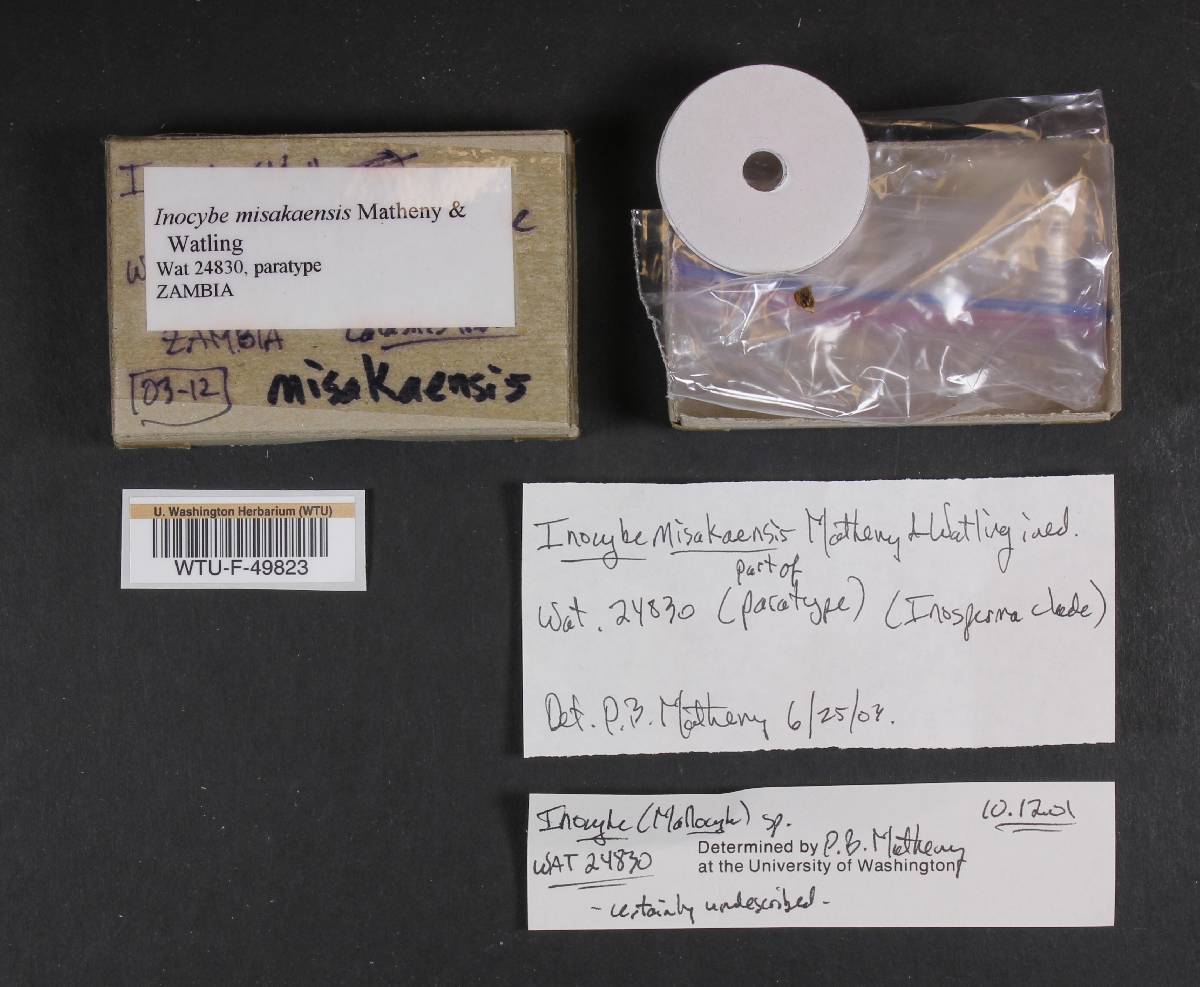 Inocybe misakaensis Matheny &
Watling
Wat 24830, paratype
ZAMBIA
ZAMBIA
03-12
misakaensis
U. Washington Herbarium (WTU)
WTU-F-49823
Inocybe misakaensis Matheny & Watling ined.
part of
Wat. 24830 (paratype) (Inosperma clade)
Det. P.B. Matheny 6/25/03.
Inocybe (Mallocybe) sp. 10.12.01
WAT 24830 Determined by P.B. Matheny
at the University of Washington
- certainly undescribed -